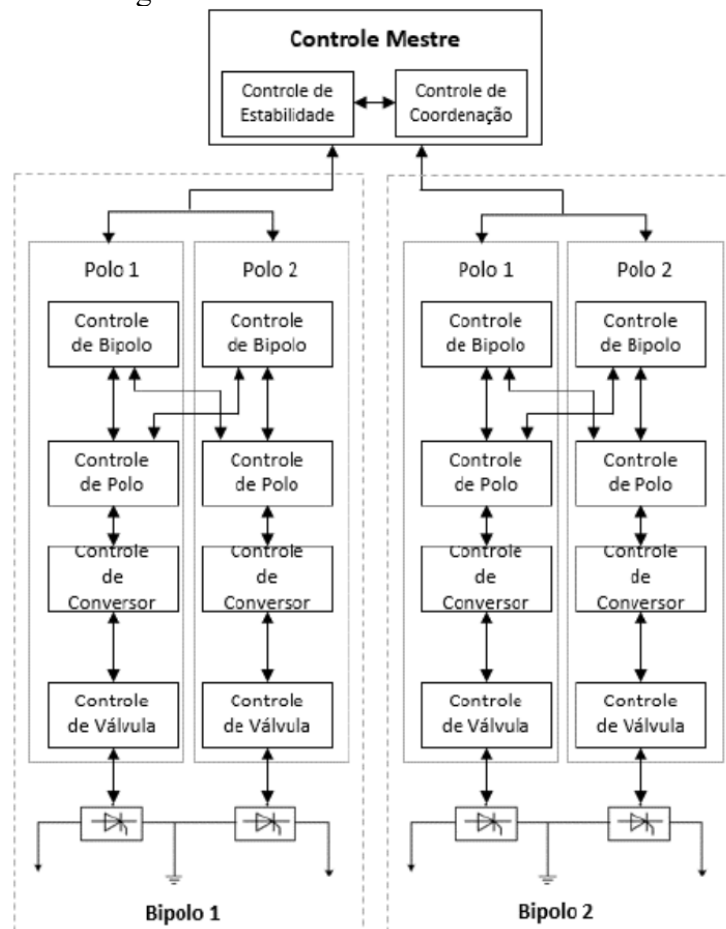 Controle Mestre
Controle de
Estabilidade
Controle de
Coordenação
Polo 1
Polo 2
Controle
de Bipolo
Controle
de Bipolo
Controle
de Polo
Controle
de Polo
Controle
de
Conversor
Controle
de
Conversor
Controle
de Válvula
Controle
de Válvula
Bipolo 1
Polo 1
Polo 2
Controle
de Bipolo
Controle
de Bipolo
Controle
de Polo
Controle
de Polo
Controle
de
Conversor
Controle
de
Conversor
Controle
de Válvula
Controle
de Válvula
Bipolo 2